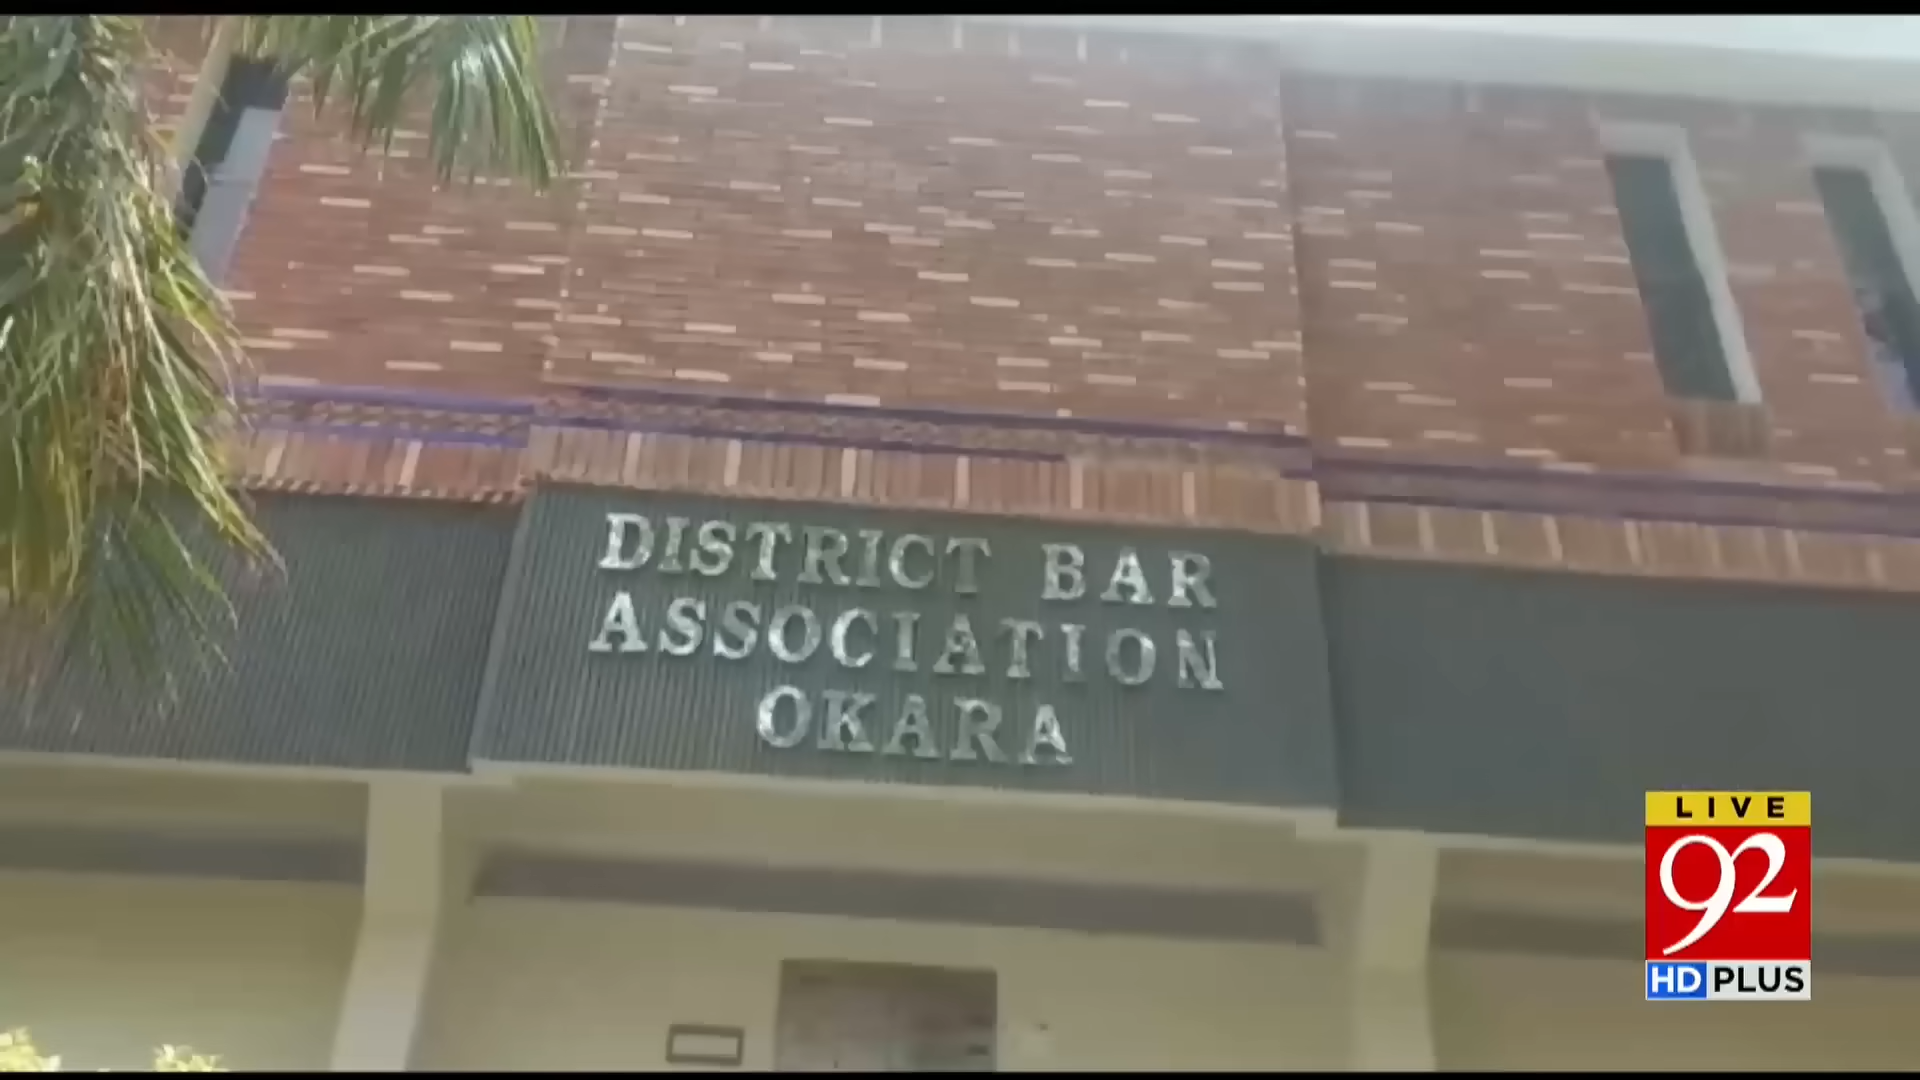 DISTRICT BAR
ASSOCIATION
OKARA
LIVE
92
HD PLUS